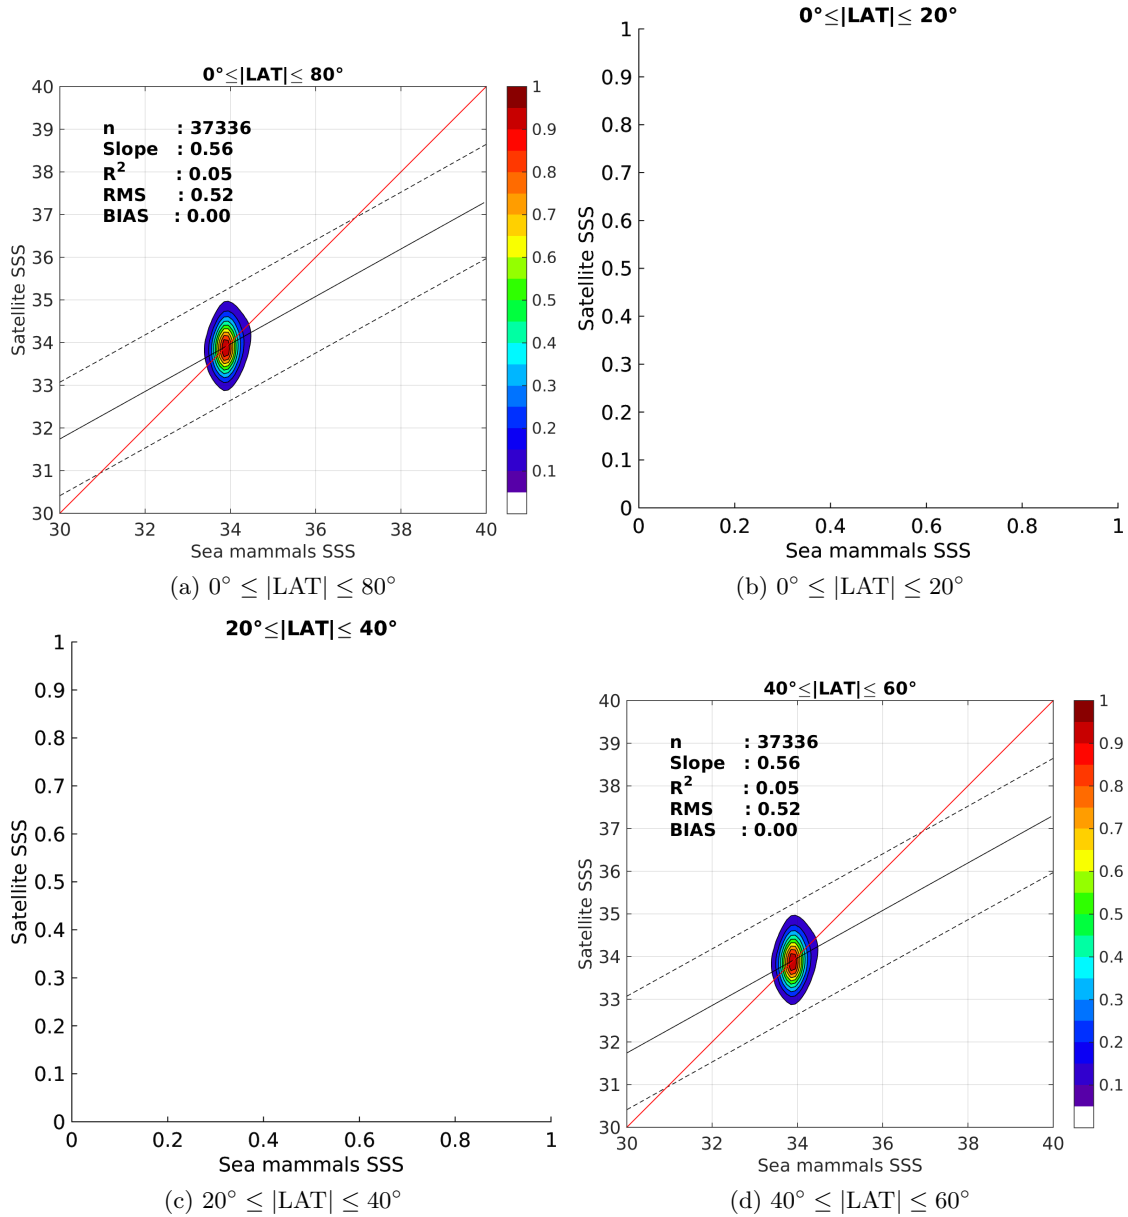 0°≤|LAT|≤ 80°
40
39
38
37
36
35
34
33
32
31
30
Satellite SSS
n : 37336
Slope : 0.56
R² : 0.05
RMS : 0.52
BIAS : 0.00
30 32 34 36 38 40
Sea mammals SSS
1
0.9
0.8
0.7
0.6
0.5
0.4
0.3
0.2
0.1
(a) 0° ≤ |LAT| ≤ 80°
0°≤|LAT|≤ 20°
1
0.9
0.8
0.7
0.6
0.5
0.4
0.3
0.2
0.1
0
Satellite SSS
0 0.2 0.4 0.6 0.8 1
Sea mammals SSS
(b) 0° ≤ |LAT| ≤ 20°
20°≤|LAT|≤ 40°
1
0.9
0.8
0.7
0.6
0.5
0.4
0.3
0.2
0.1
0
Satellite SSS
0 0.2 0.4 0.6 0.8 1
Sea mammals SSS
(c) 20° ≤ |LAT| ≤ 40°
40°≤|LAT|≤ 60°
40
39
38
37
36
35
34
33
32
31
30
Satellite SSS
n : 37336
Slope : 0.56
R² : 0.05
RMS : 0.52
BIAS : 0.00
30 32 34 36 38 40
Sea mammals SSS
1
0.9
0.8
0.7
0.6
0.5
0.4
0.3
0.2
0.1
(d) 40° ≤ |LAT| ≤ 60°